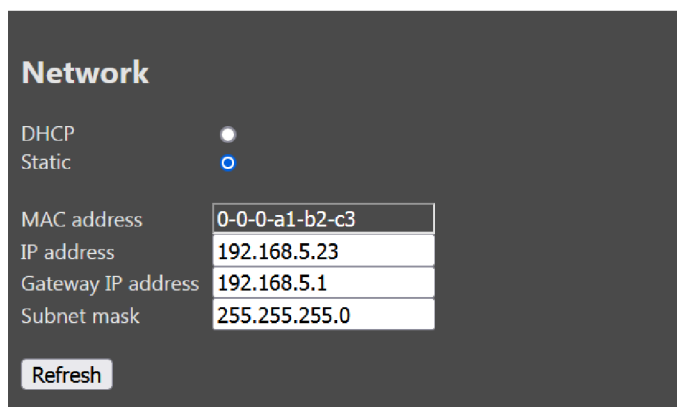 Network
DHCP
Static
MAC address 0-0-0-a1-b2-c3
IP address 192.168.5.23
Gateway IP address 192.168.5.1
Subnet mask 255.255.255.0
Refresh